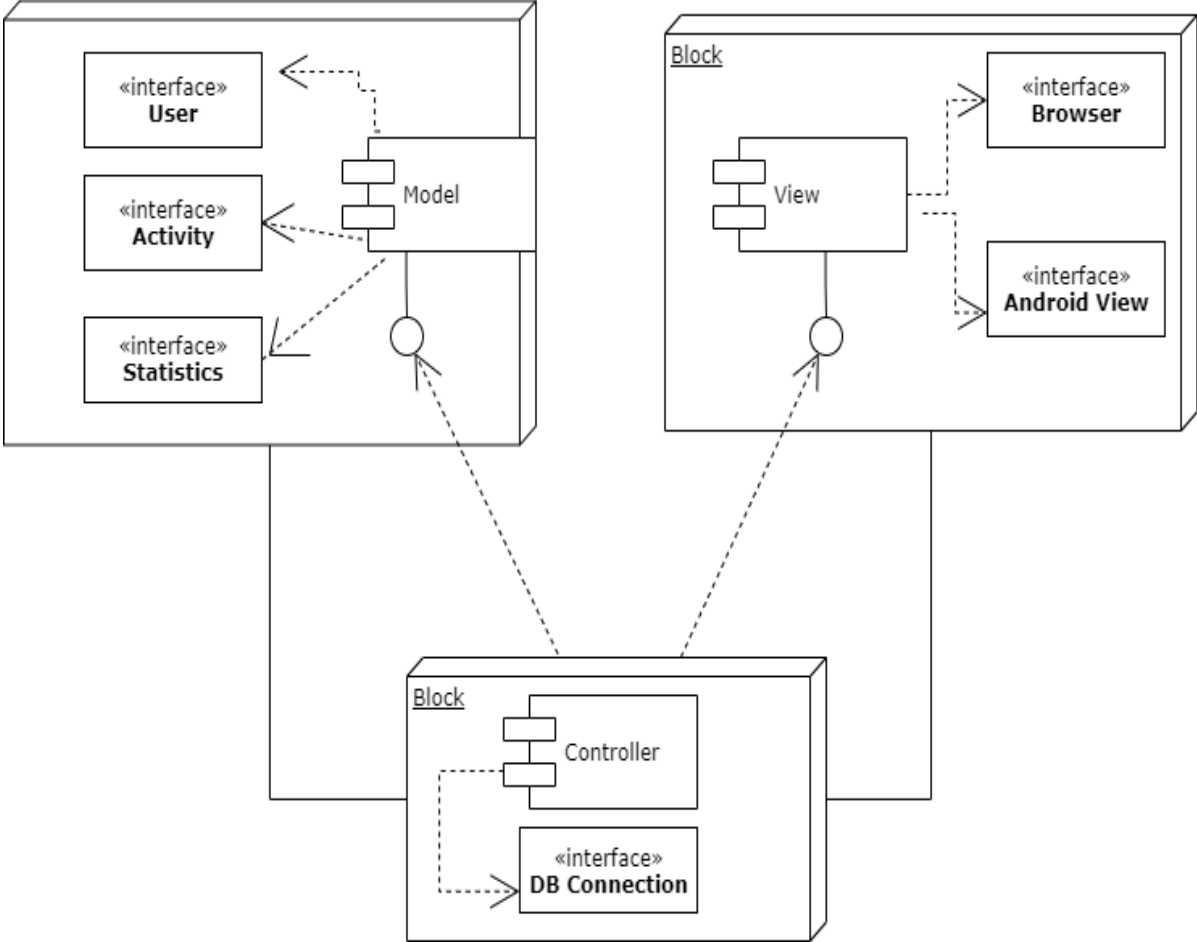 «interface»
User
«interface»
Activity
«interface»
Statistics
Model
Block
View
«interface»
Browser
«interface»
Android View
Block
Controller
«interface»
DB Connection